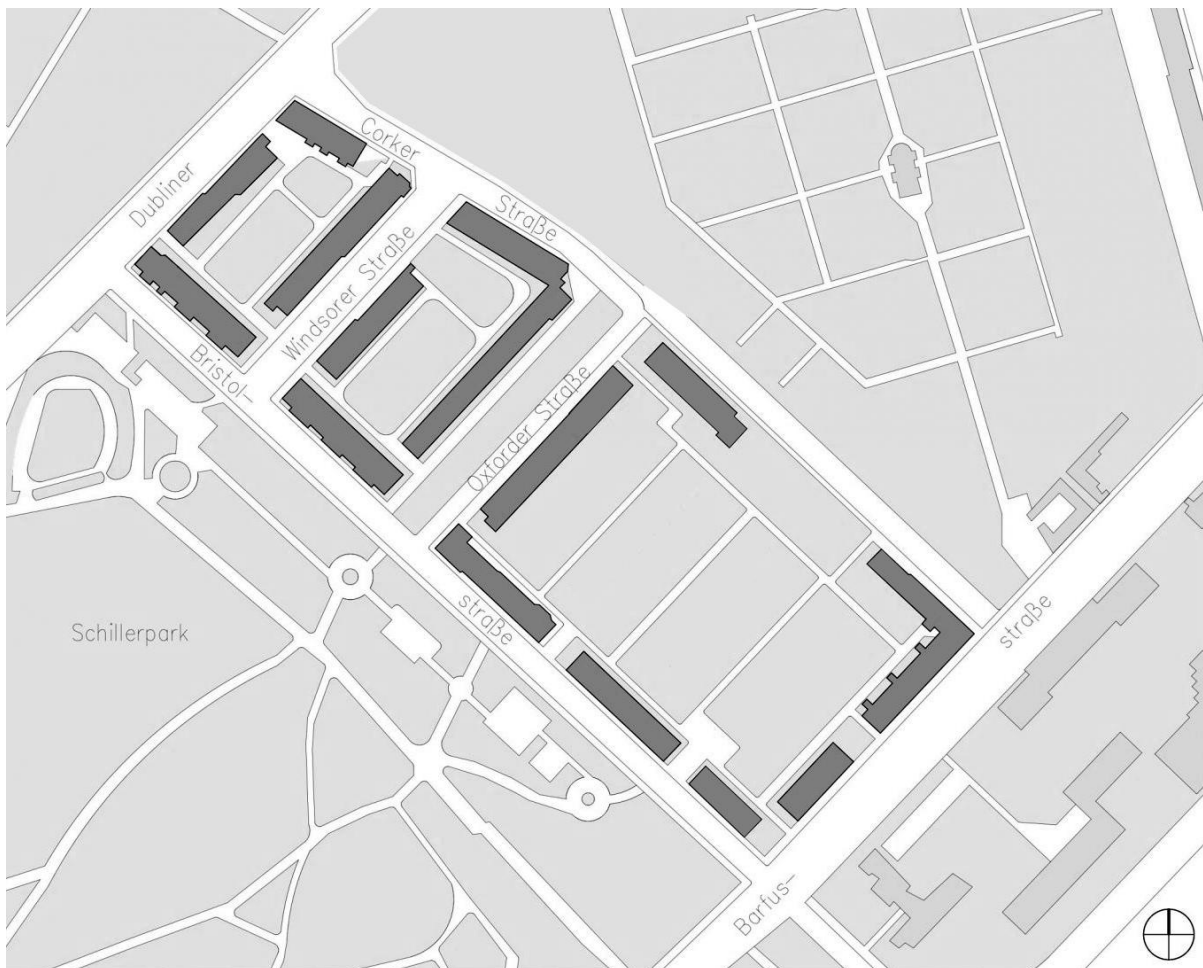 Corker
Straße
Dubliner
Windsorer Straße
Bristol-
straße
Oxforder Straße
Schillerpark
straße
Barfus-